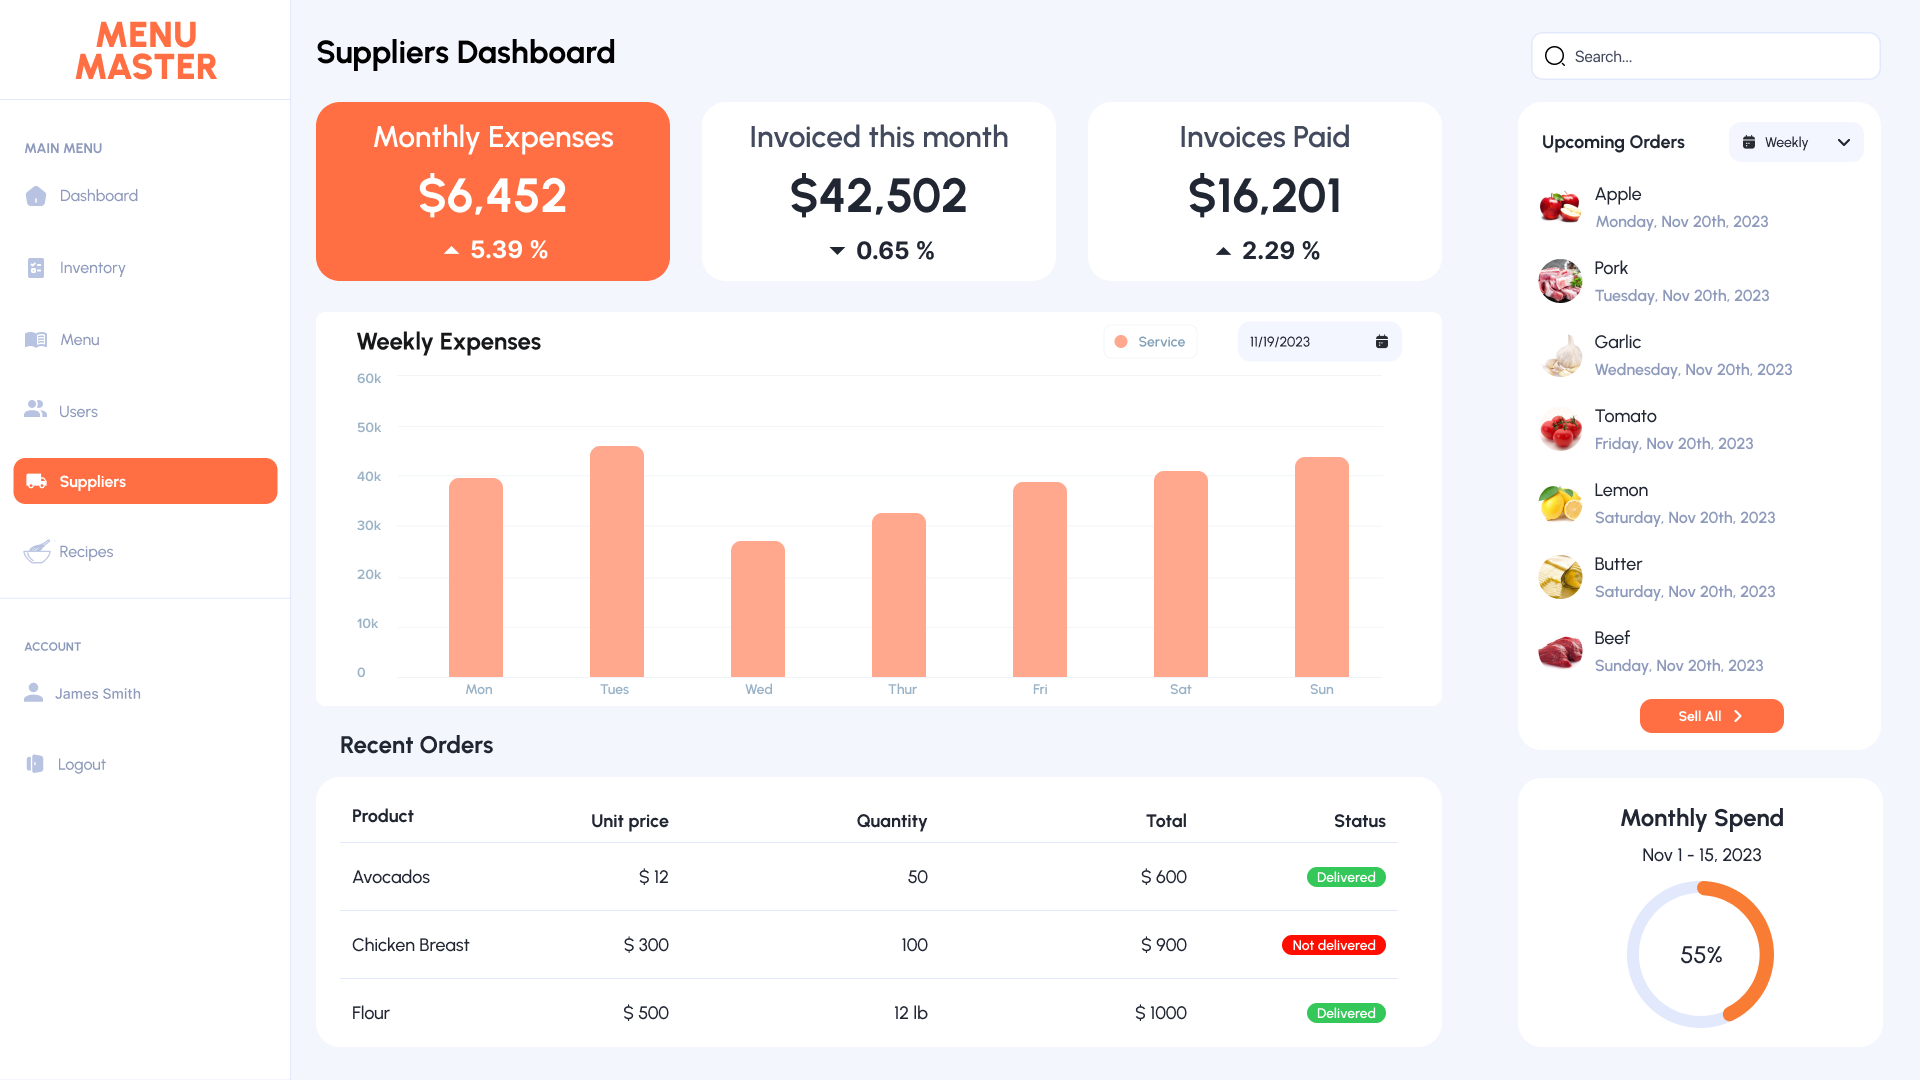 MENU
MASTER
MAIN MENU
Dashboard
Inventory
Menu
Users
Suppliers
Recipes
ACCOUNT
James Smith
Logout
Suppliers Dashboard
Search...
Monthly Expenses
$6,452
5.39 %
Invoiced this month
$42,502
0.65 %
Invoices Paid
$16,201
2.29 %
Weekly Expenses
Service
11/19/2023
60k
50k
40k
30k
20k
10k
0
Mon Tues Wed Thur Fri Sat Sun
Recent Orders
Product Unit price Quantity Total Status
Avocados $ 12 50 $ 600 Delivered
Chicken Breast $ 300 100 $ 900 Not delivered
Flour $ 500 12 lb $ 1000 Delivered
Upcoming Orders
Weekly
Apple
Monday, Nov 20th, 2023
Pork
Tuesday, Nov 20th, 2023
Garlic
Wednesday, Nov 20th, 2023
Tomato
Friday, Nov 20th, 2023
Lemon
Saturday, Nov 20th, 2023
Butter
Saturday, Nov 20th, 2023
Beef
Sunday, Nov 20th, 2023
Sell All
Monthly Spend
Nov 1 - 15, 2023
55%